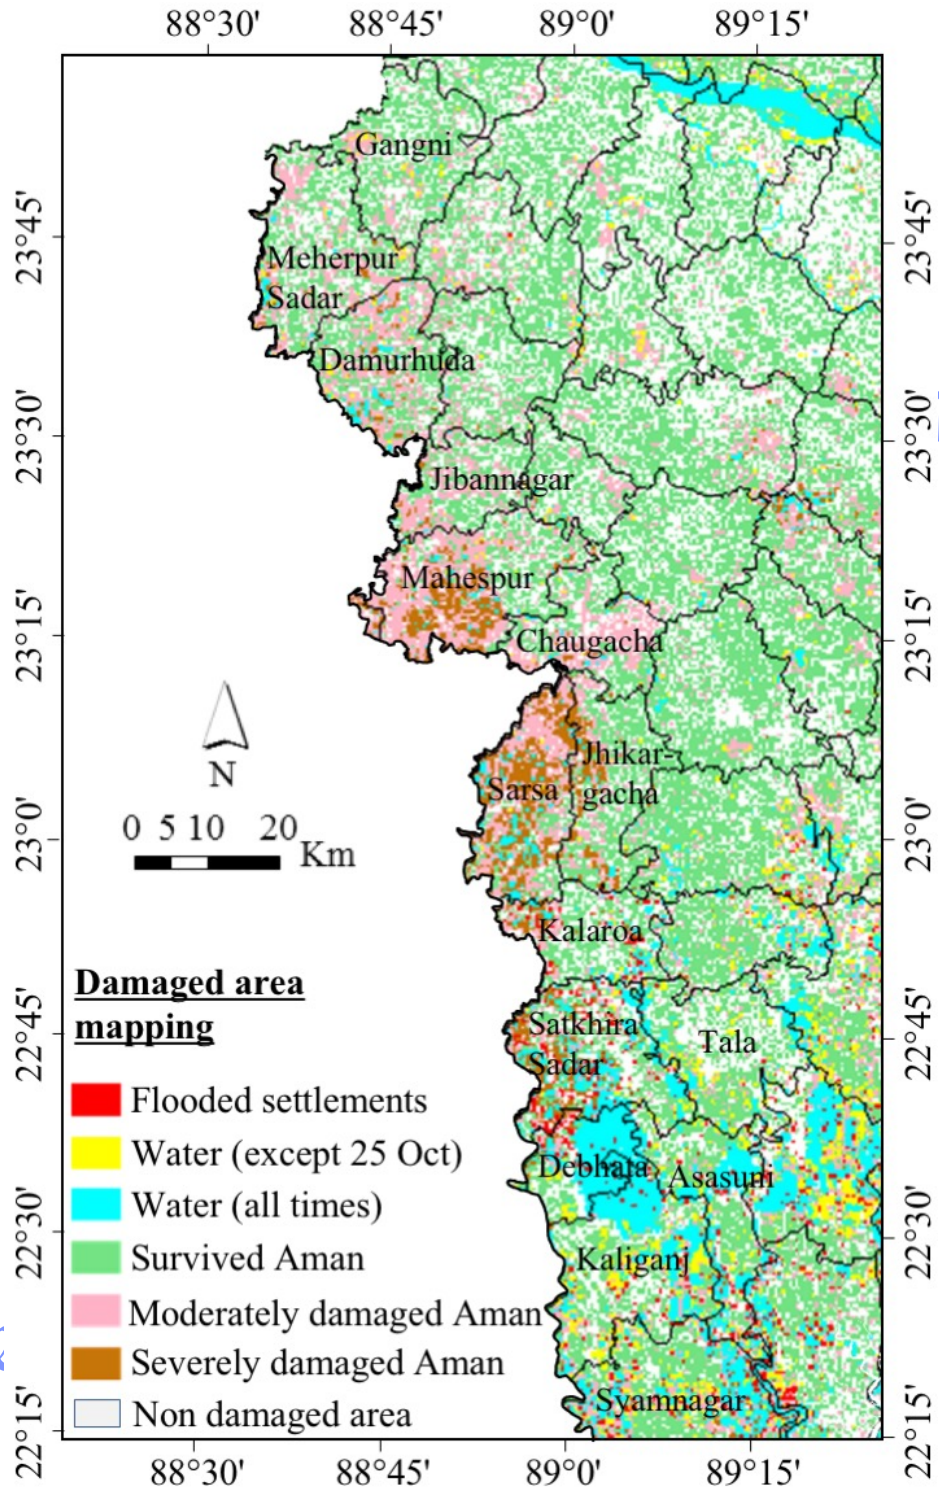 88°30' 88°45' 89°0' 89°15'
Gangni
23°45' 23°45'
Meherpur
Sadar
Damurhuda
23°30' 23°30'
Jibannagar
Mahespur
23°15' 23°15'
Chaugacha
N
Jhikar-
gacha
Sarsa
0 5 10 20 Km
23°0' 23°0'
Kalaroa
Damaged area
mapping
22°45' 22°45'
Satkhira
Sadar
Tala
Flooded settlements
Water (except 25 Oct)
Debhata
Asasuni
Water (all times)
22°30' 22°30'
Survived Aman
Kaliganj
Moderately damaged Aman
Severely damaged Aman
Syamnagar
Non damaged area
22°15' 22°15'
88°30' 88°45' 89°0' 89°15'